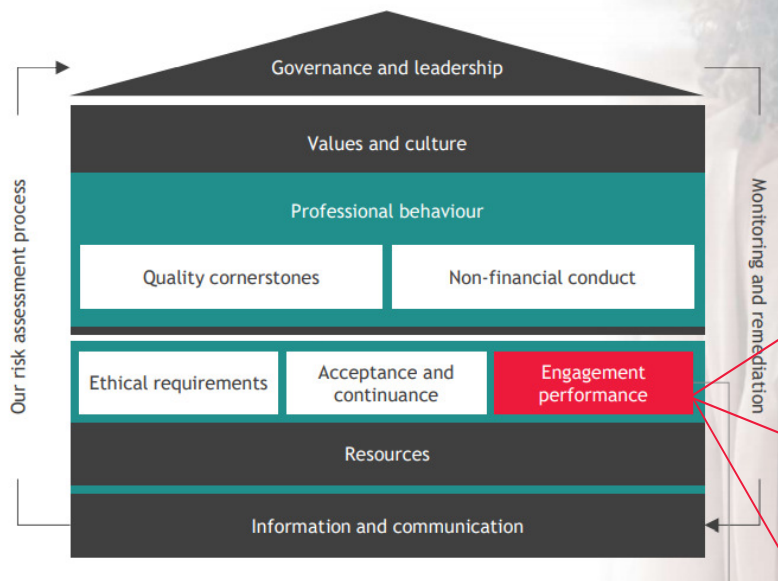 Governance and leadership
Values and culture
Professional behaviour
Quality cornerstones
Non-financial conduct
Ethical requirements
Acceptance and
continuance
Engagement
performance
Resources
Information and communication
Our risk assessment process
Monitoring and remediation